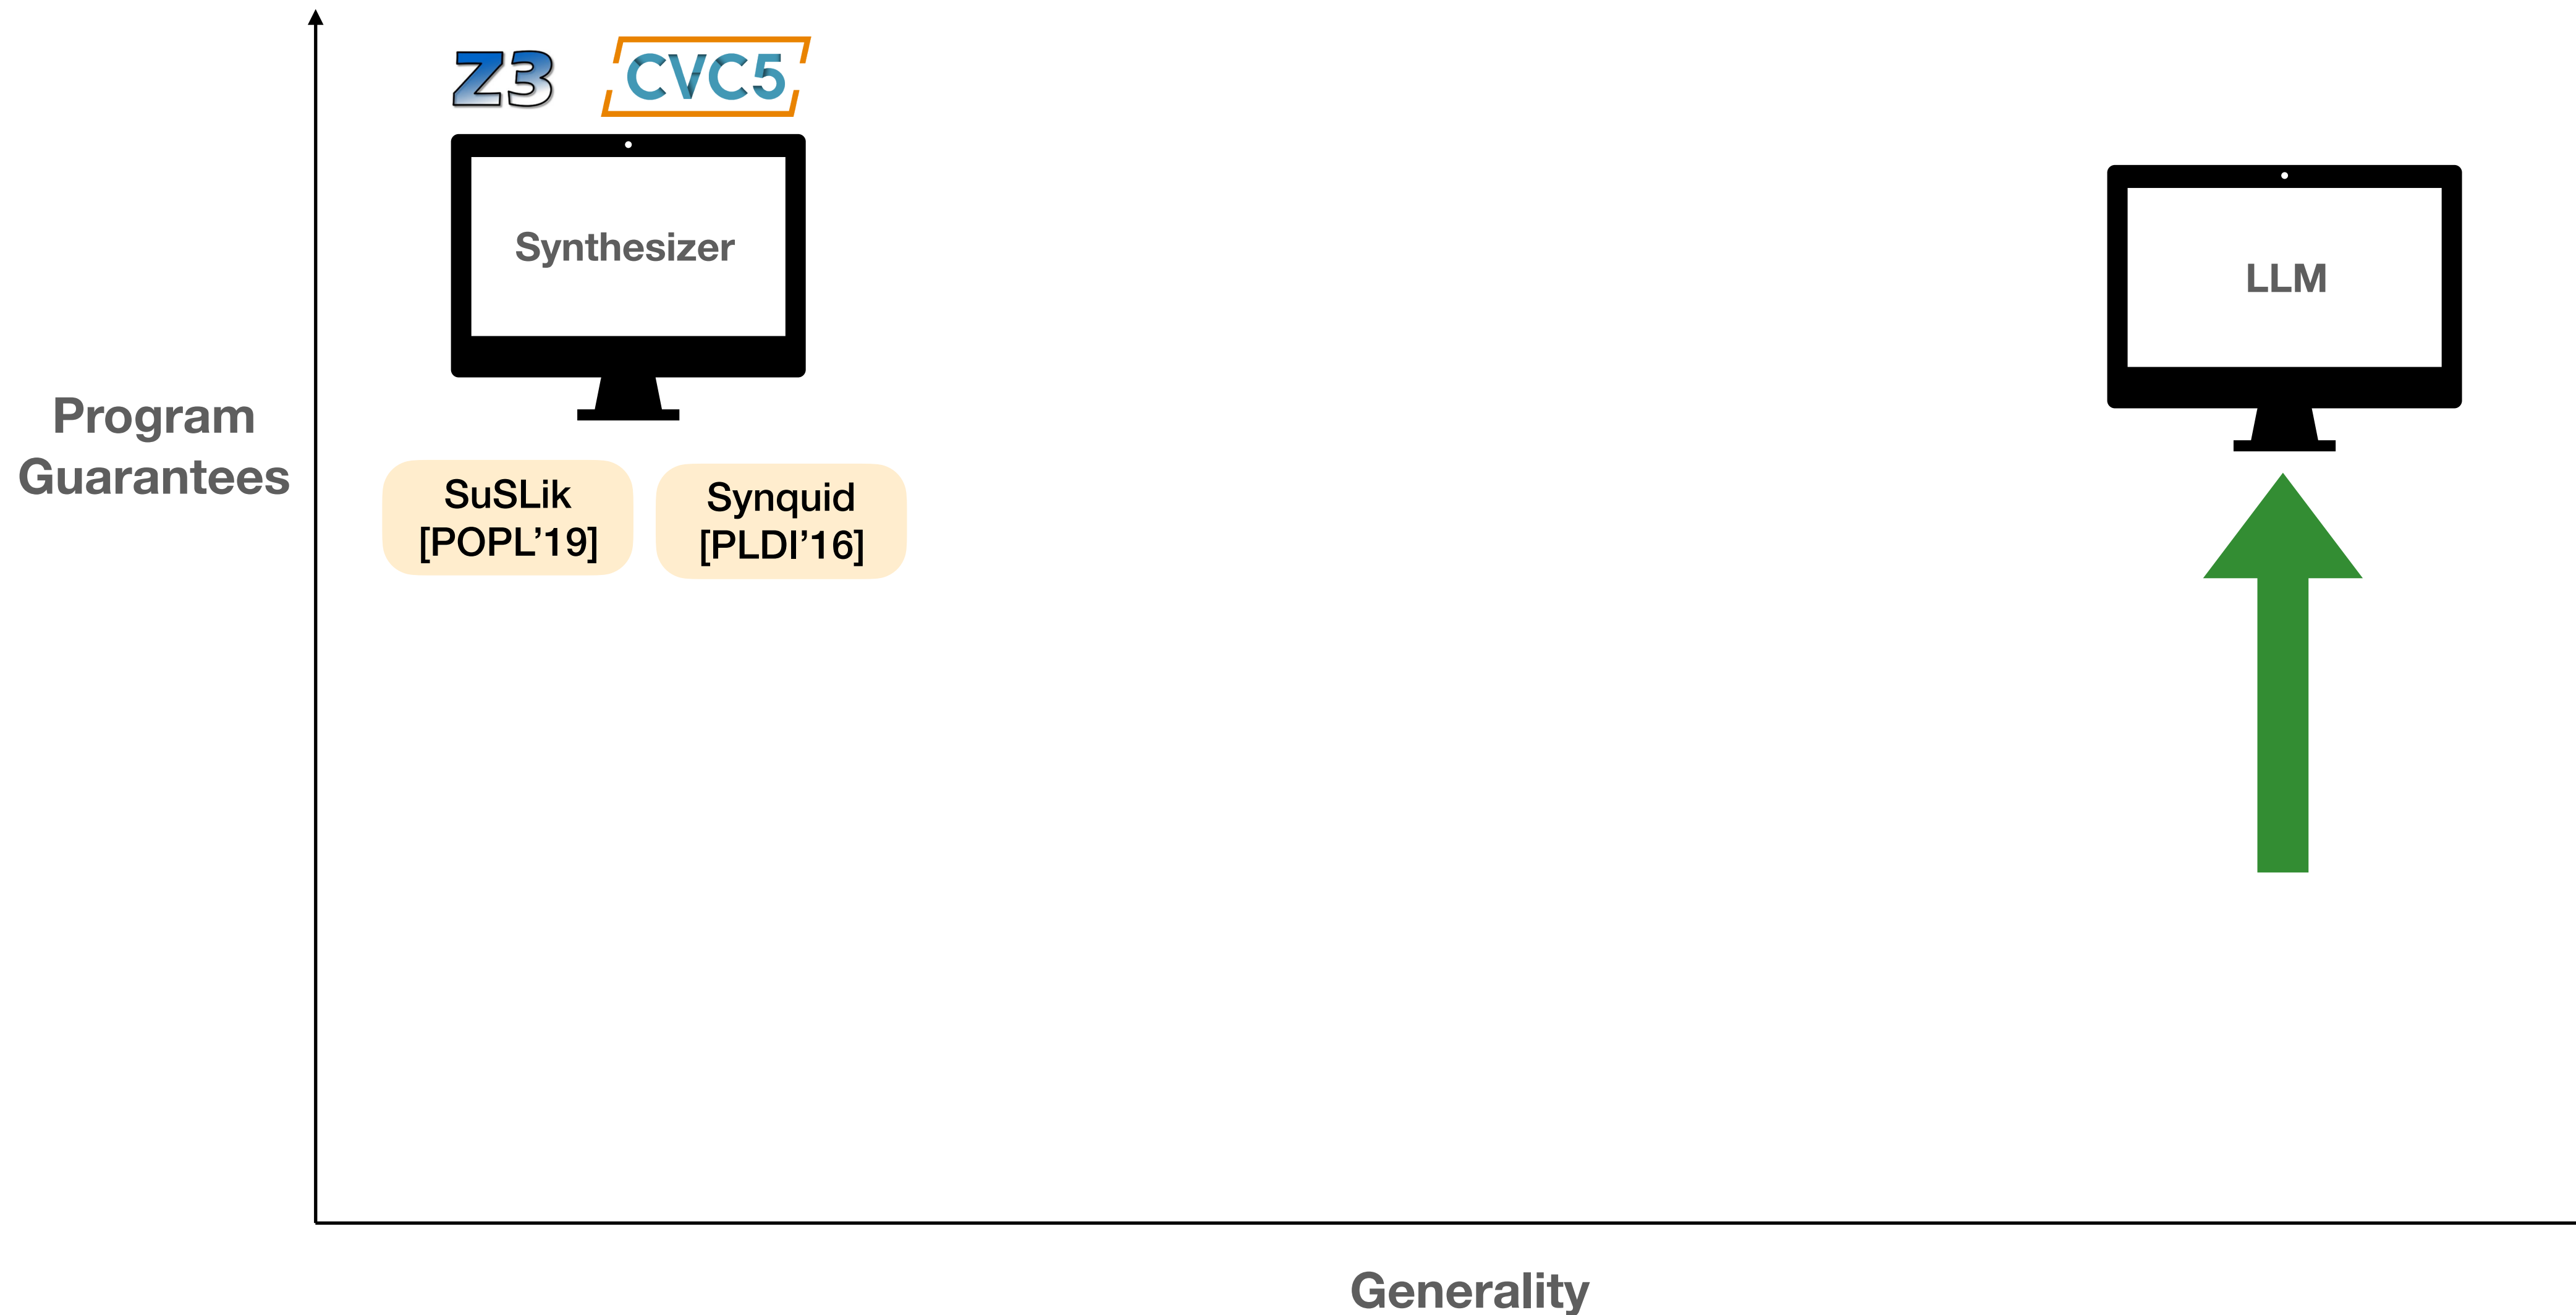 Z3
CVC5
Synthesizer
LLM
Program
Guarantees
SuSLik
[POPL’19]
Synquid
[PLDI’16]
Generality